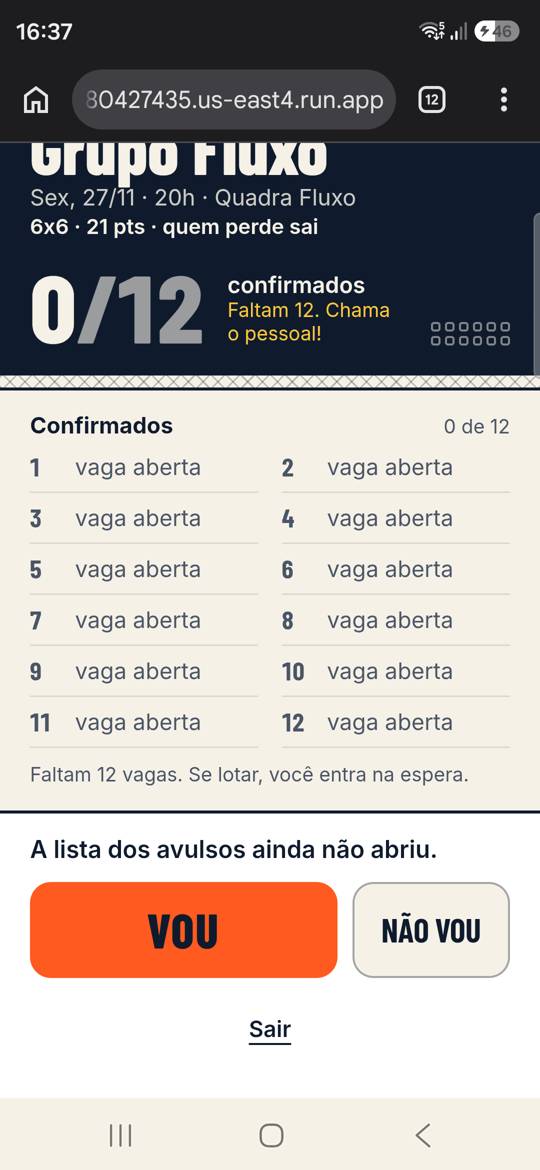 16:37
5
46
80427435.us-east4.run.app
12
Grupo Fluxo
Sex, 27/11 · 20h · Quadra Fluxo
6x6 · 21 pts · quem perde sai
0/12
confirmados
Faltam 12. Chama
o pessoal!
Confirmados
0 de 12
1 vaga aberta
2 vaga aberta
3 vaga aberta
4 vaga aberta
5 vaga aberta
6 vaga aberta
7 vaga aberta
8 vaga aberta
9 vaga aberta
10 vaga aberta
11 vaga aberta
12 vaga aberta
Faltam 12 vagas. Se lotar, você entra na espera.
A lista dos avulsos ainda não abriu.
VOU
NÃO VOU
Sair